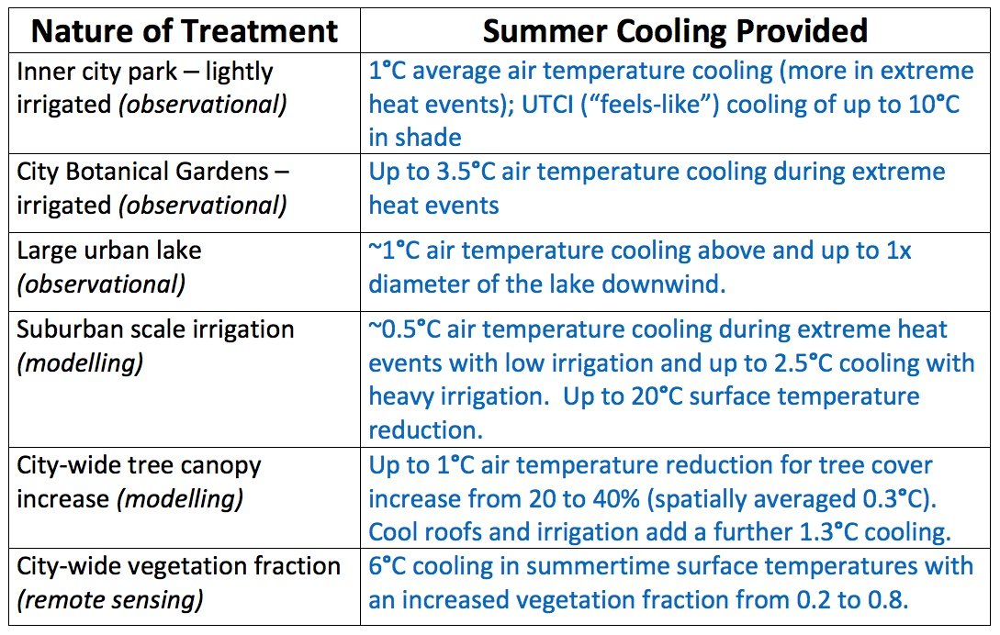 Nature of Treatment
Summer Cooling Provided
Inner city park – lightly
irrigated (observational)
1°C average air temperature cooling (more in extreme
heat events); UTCI (“feels-like”) cooling of up to 10°C
in shade
City Botanical Gardens –
irrigated (observational)
Up to 3.5°C air temperature cooling during extreme
heat events
Large urban lake
(observational)
~1°C air temperature cooling above and up to 1x
diameter of the lake downwind.
Suburban scale irrigation
(modelling)
~0.5°C air temperature cooling during extreme heat
events with low irrigation and up to 2.5°C cooling with
heavy irrigation.  Up to 20°C surface temperature
reduction.
City-wide tree canopy
increase (modelling)
Up to 1°C air temperature reduction for tree cover
increase from 20 to 40% (spatially averaged 0.3°C).
Cool roofs and irrigation add a further 1.3°C cooling.
City-wide vegetation fraction
(remote sensing)
6°C cooling in summertime surface temperatures with
an increased vegetation fraction from 0.2 to 0.8.